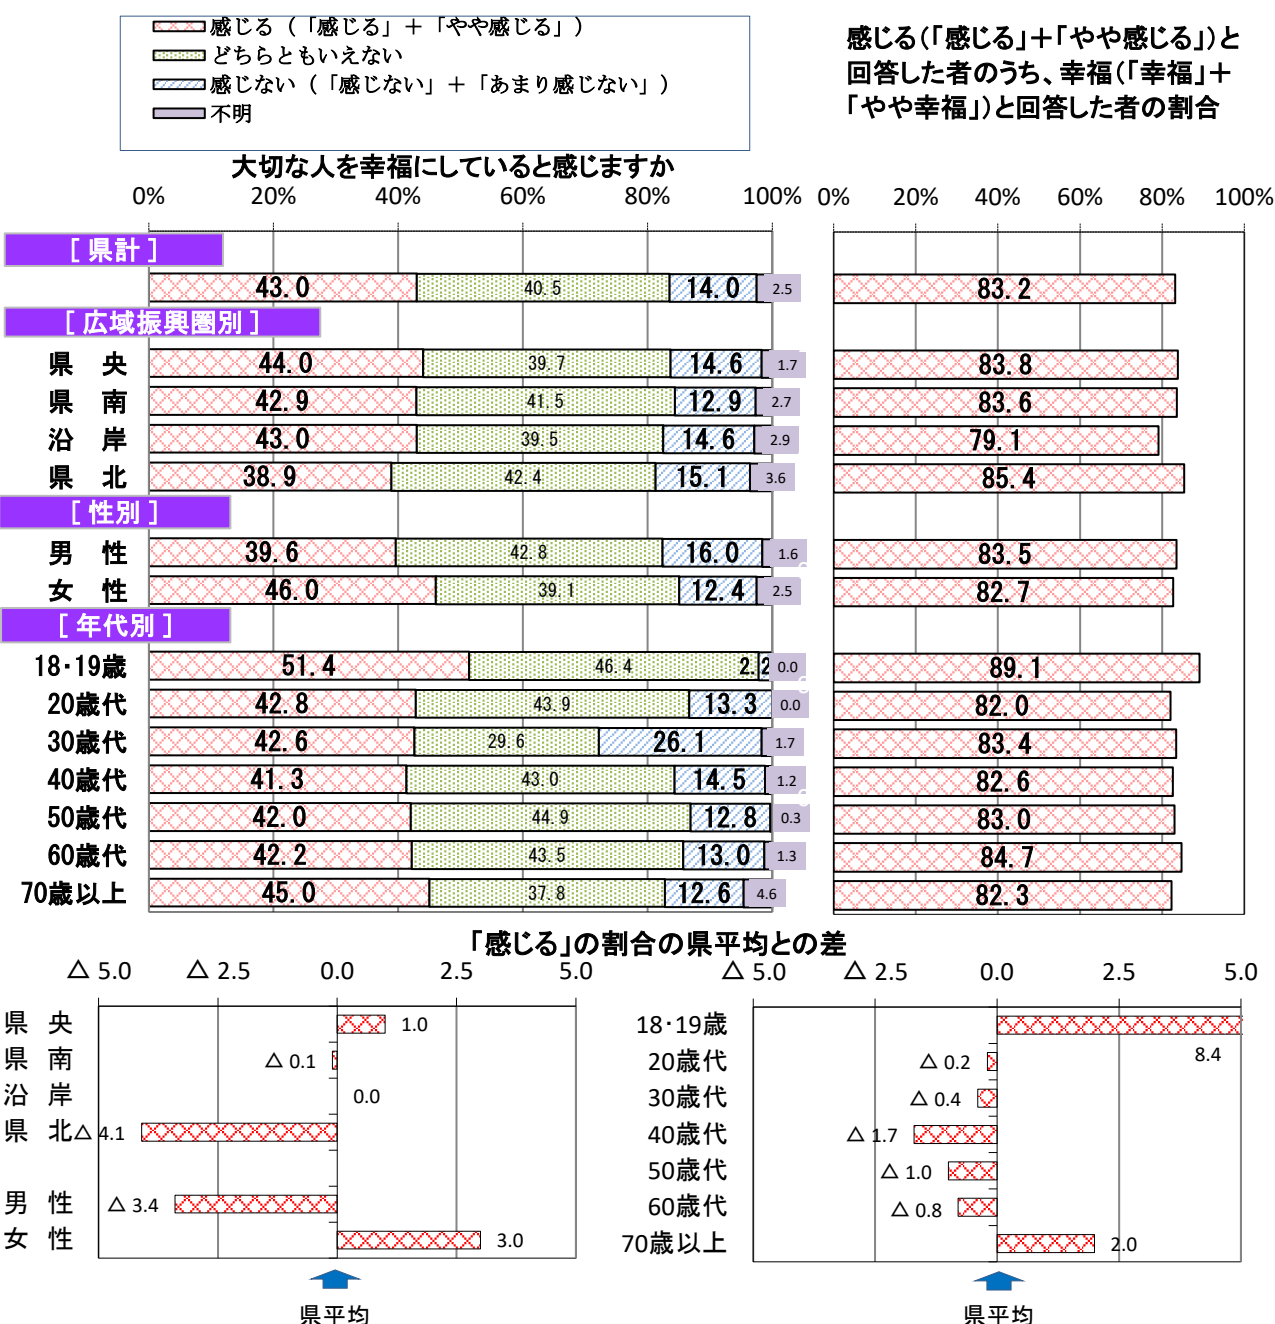 感じる（「感じる」＋「やや感じる」）
どちらともいえない
感じない（「感じない」＋「あまり感じない」）
不明
感じる(「感じる」＋「やや感じる」)と
回答した者のうち、幸福(「幸福」＋
「やや幸福」)と回答した者の割合
大切な人を幸福にしていると感じますか
0% 20% 40% 60% 80% 100% 0% 20% 40% 60% 80% 100%
[ 県計 ]
43.0 40.5 14.0 2.5 83.2
[ 広域振興圏別 ]
県 央 44.0 39.7 14.6 1.7 83.8
県 南 42.9 41.5 12.9 2.7 83.6
沿 岸 43.0 39.5 14.6 2.9 79.1
県 北 38.9 42.4 15.1 3.6 85.4
[ 性別 ]
男 性 39.6 42.8 16.0 1.6 83.5
女 性 46.0 39.1 12.4 2.5 82.7
[ 年代別 ]
18･19歳 51.4 46.4 2.2 0.0 89.1
20歳代 42.8 43.9 13.3 0.0 82.0
30歳代 42.6 29.6 26.1 1.7 83.4
40歳代 41.3 43.0 14.5 1.2 82.6
50歳代 42.0 44.9 12.8 0.3 83.0
60歳代 42.2 43.5 13.0 1.3 84.7
70歳以上 45.0 37.8 12.6 4.6 82.3
「感じる」の割合の県平均との差
△ 5.0 △ 2.5 0.0 2.5 5.0
県 央 1.0
県 南 △ 0.1
沿 岸 0.0
県 北 △ 4.1
男 性 △ 3.4
女 性 3.0
県平均
△ 5.0 △ 2.5 0.0 2.5 5.0
18･19歳 8.4
20歳代 △ 0.2
30歳代 △ 0.4
40歳代 △ 1.7
50歳代 △ 1.0
60歳代 △ 0.8
70歳以上 2.0
県平均